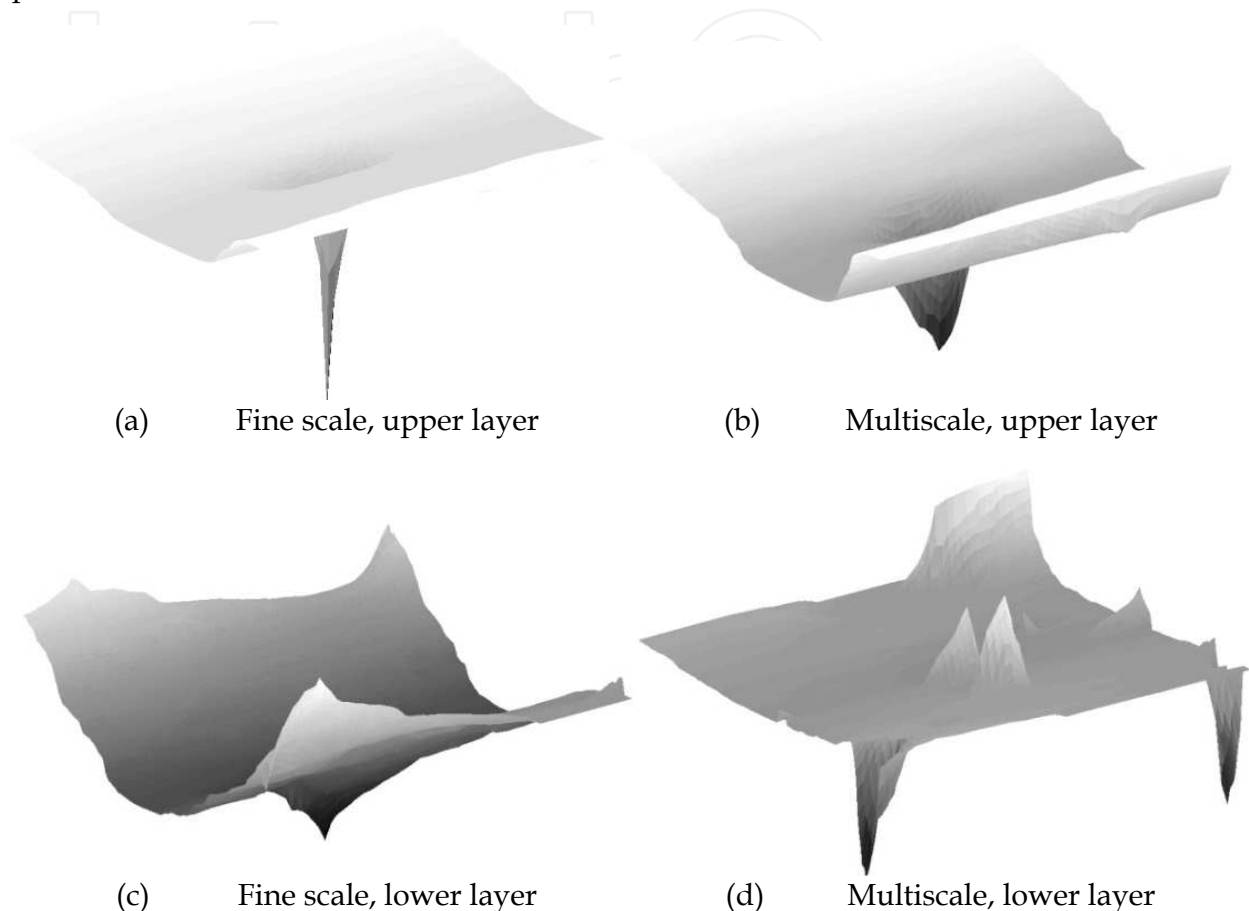 (a) Fine scale, upper layer
(b) Multiscale, upper layer
(c) Fine scale, lower layer
(d) Multiscale, lower layer